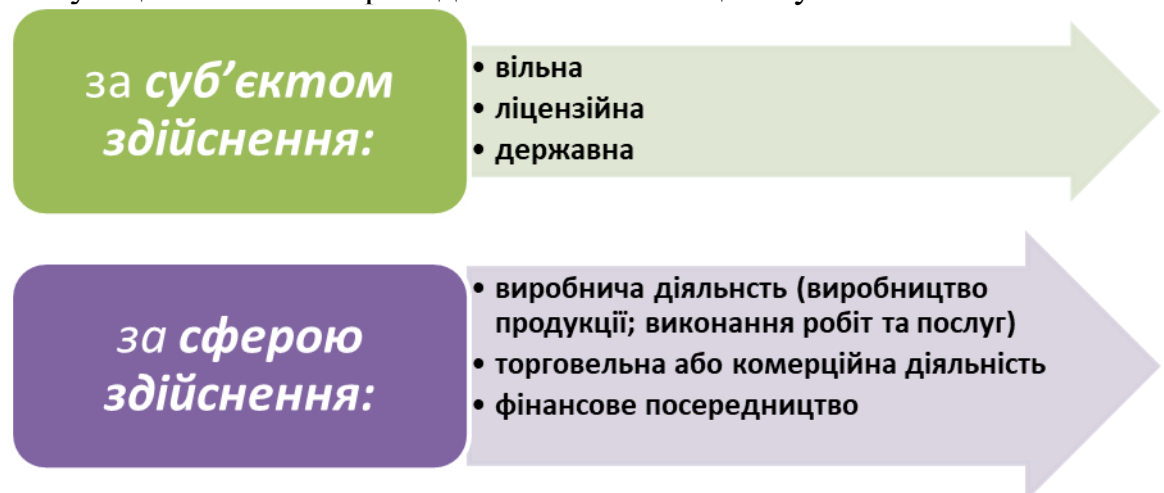 за суб’єктом
здійснення:
• вільна
• ліцензійна
• державна
за сферою
здійснення:
• виробнича діяльнсть (виробництво
продукції; виконання робіт та послуг)
• торговельна або комерційна діяльність
• фінансове посередництво